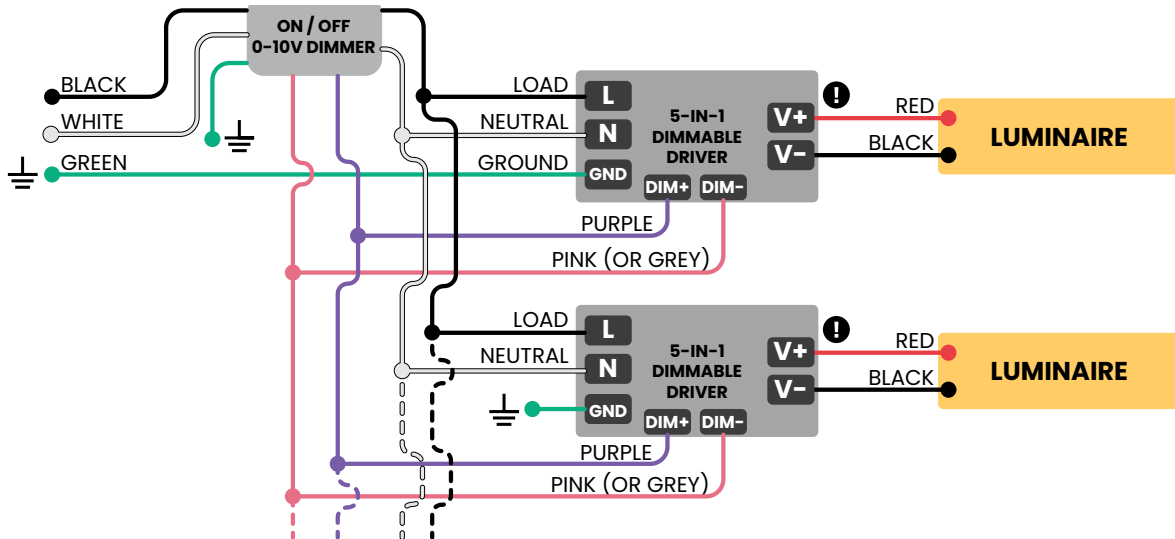 ON / OFF
0-10V DIMMER
BLACK
WHITE
GREEN
LOAD
NEUTRAL
GROUND
L
N
GND
5-IN-1
DIMMABLE
DRIVER
DIM+
DIM-
V+
V-
!
RED
BLACK
LUMINAIRE
PURPLE
PINK (OR GREY)
LOAD
NEUTRAL
L
N
GND
5-IN-1
DIMMABLE
DRIVER
DIM+
DIM-
V+
V-
!
RED
BLACK
LUMINAIRE
PURPLE
PINK (OR GREY)